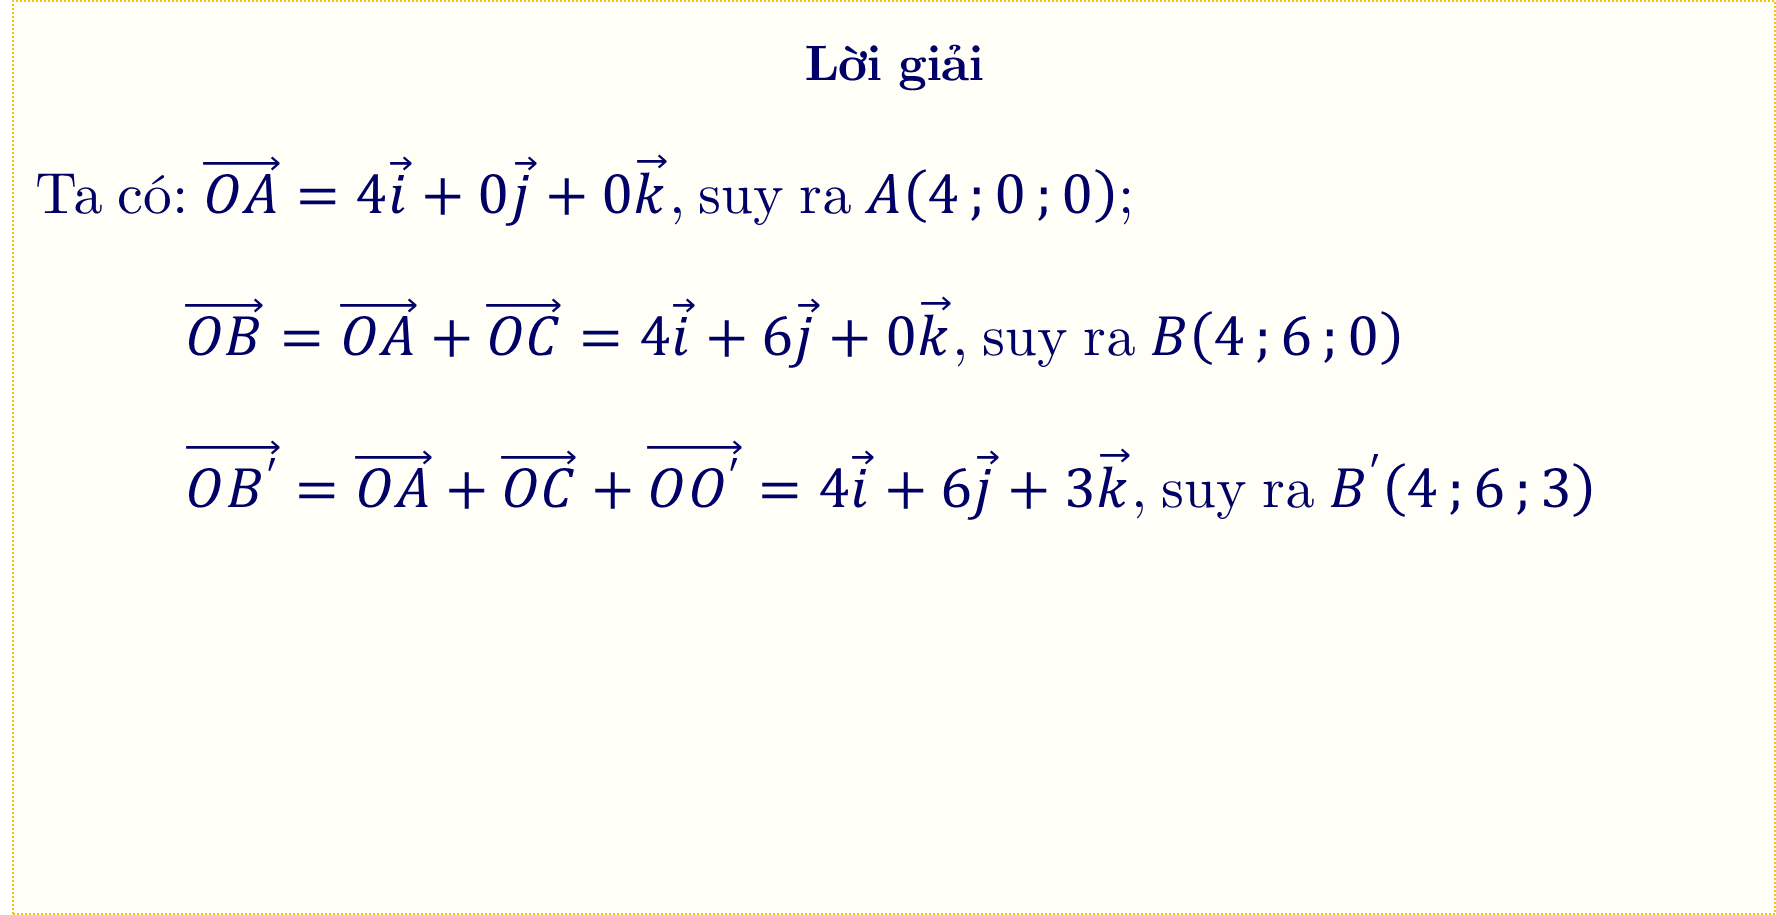 Lời giải
Ta có: $\overrightarrow{OA} = 4\vec{i} + 0\vec{j} + 0\vec{k}$, suy ra $A(4\,;0\,;0)$;
$\overrightarrow{OB} = \overrightarrow{OA} + \overrightarrow{OC} = 4\vec{i} + 6\vec{j} + 0\vec{k}$, suy ra $B(4\,;6\,;0)$
$\overrightarrow{OB'} = \overrightarrow{OA} + \overrightarrow{OC} + \overrightarrow{OO'} = 4\vec{i} + 6\vec{j} + 3\vec{k}$, suy ra $B'(4\,;6\,;3)$